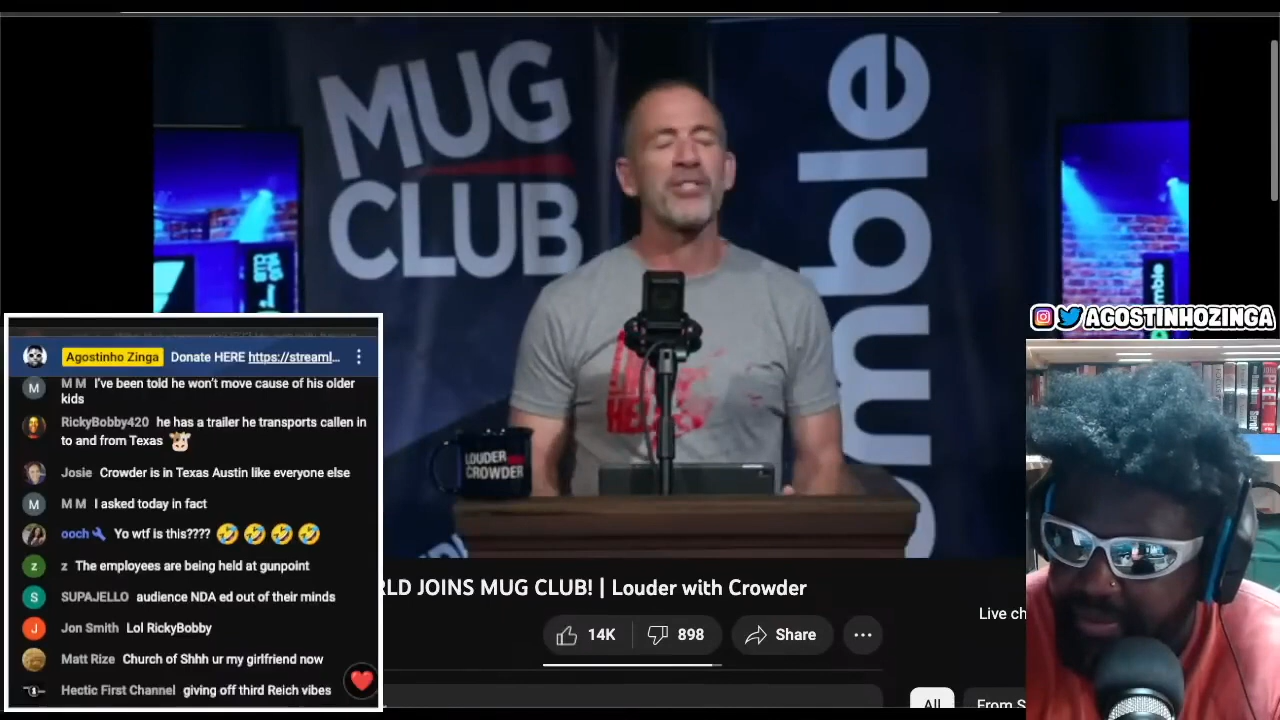 MUG
CLUB
umble
LOUDER
CROWDER
umble
AGOSTINHOZINGA
Agostinho Zinga Donate HERE https://streaml...
M M I've been told he won't move cause of his older
kids
RickyBobby420 he has a trailer he transports callen in
to and from Texas
Josie Crowder is in Texas Austin like everyone else
M M I asked today in fact
ooch Yo wtf is this????
z The employees are being held at gunpoint
SUPAJELLO audience NDA ed out of their minds
Jon Smith Lol RickyBobby
Matt Rize Church of Shhh ur my girlfriend now
Hectic First Channel giving off third Reich vibes
RLD JOINS MUG CLUB! | Louder with Crowder
14K 898 Share
Live ch
All From S